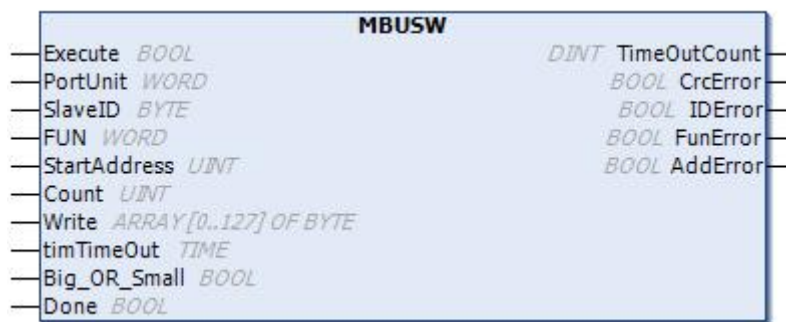 MBUSW
Execute BOOL DINT TimeOutCount
PortUnit WORD BOOL CrcError
SlaveID BYTE BOOL IDError
FUN WORD BOOL FunError
StartAddress UINT BOOL AddError
Count UINT
Write ARRAY [0..127] OF BYTE
timTimeOut TIME
Big_OR_Small BOOL
Done BOOL